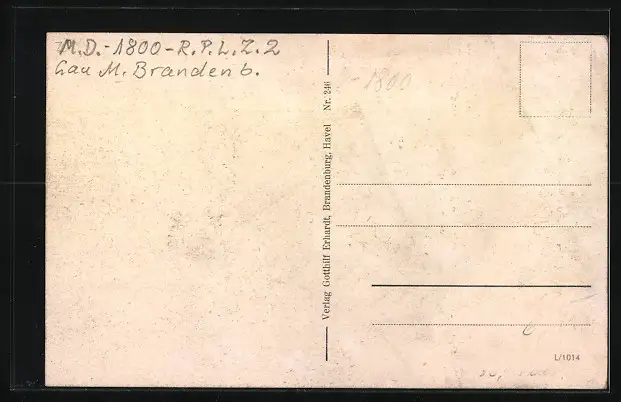 M.D.-1800-R.P.L.Z.2
Gau M. Brandenb.
-1800
Verlag Gotthilf Erhardt, Brandenburg, Havel Nr. 246
L/1014